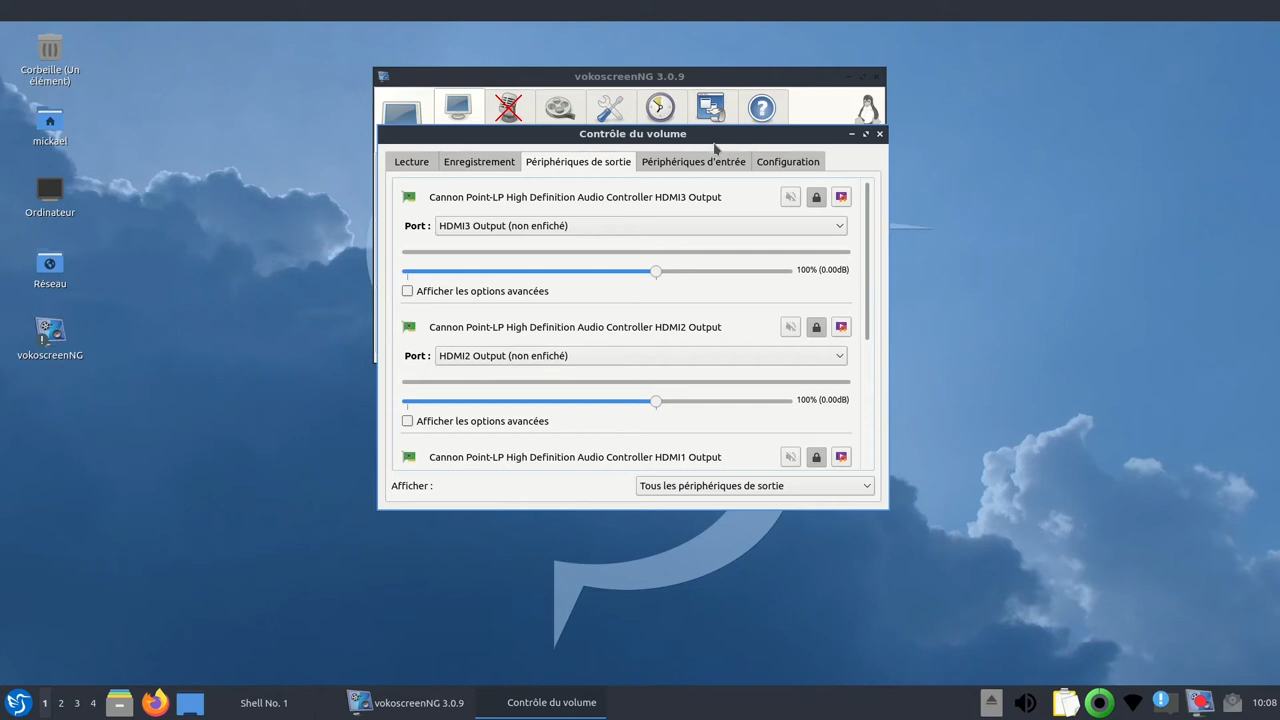 Corbeille (Un
élément)
mickael
Ordinateur
Réseau
vokoscreenNG
vokoscreenNG 3.0.9
Contrôle du volume
Lecture
Enregistrement
Périphériques de sortie
Périphériques d'entrée
Configuration
Cannon Point-LP High Definition Audio Controller HDMI3 Output
Port : HDMI3 Output (non enfiché)
100% (0.00dB)
Afficher les options avancées
Cannon Point-LP High Definition Audio Controller HDMI2 Output
Port : HDMI2 Output (non enfiché)
100% (0.00dB)
Afficher les options avancées
Cannon Point-LP High Definition Audio Controller HDMI1 Output
Afficher : Tous les périphériques de sortie
1 2 3 4
Shell No. 1
vokoscreenNG 3.0.9
Contrôle du volume
10:08